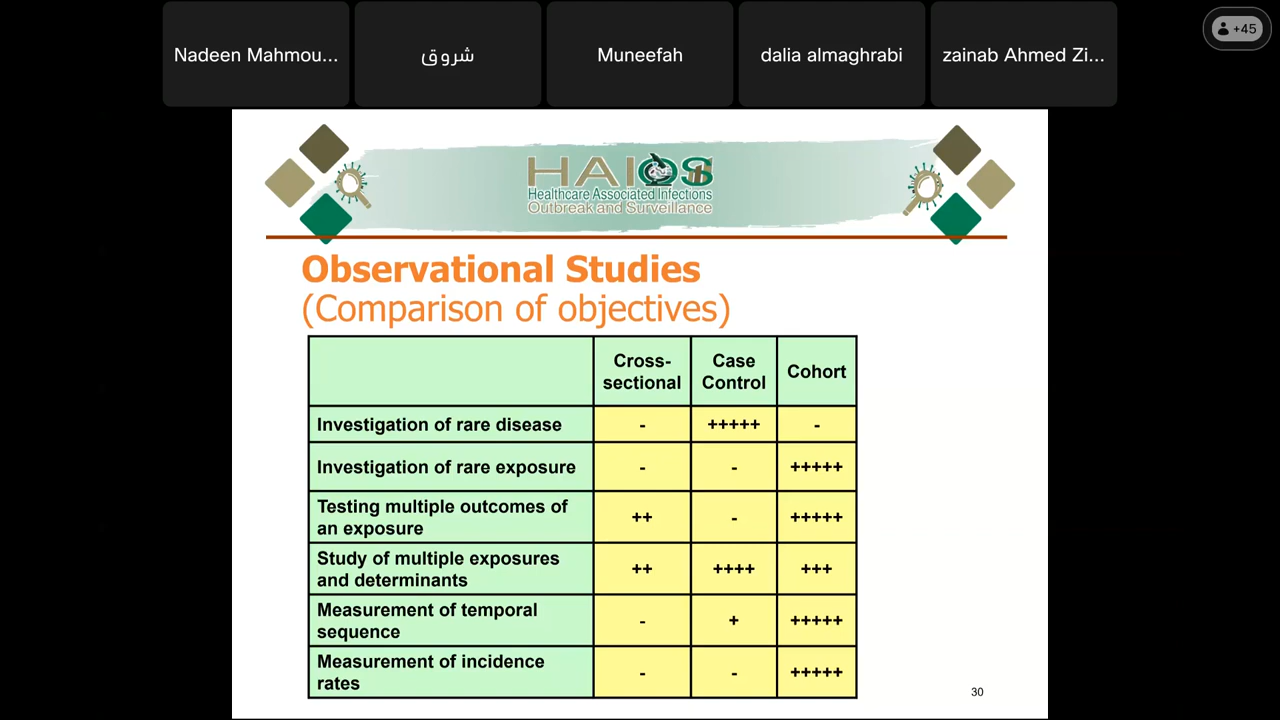 Nadeen Mahmou...
شروق
Muneefah
dalia almaghrabi
zainab Ahmed Zi...
+45
HAIOS
Healthcare Associated Infections
Outbreak and Surveillance
Observational Studies
(Comparison of objectives)
Cross-
sectional
Case
Control
Cohort
Investigation of rare disease
-
+++++
-
Investigation of rare exposure
-
-
+++++
Testing multiple outcomes of
an exposure
++
-
+++++
Study of multiple exposures
and determinants
++
++++
+++
Measurement of temporal
sequence
-
+
+++++
Measurement of incidence
rates
-
-
+++++
30